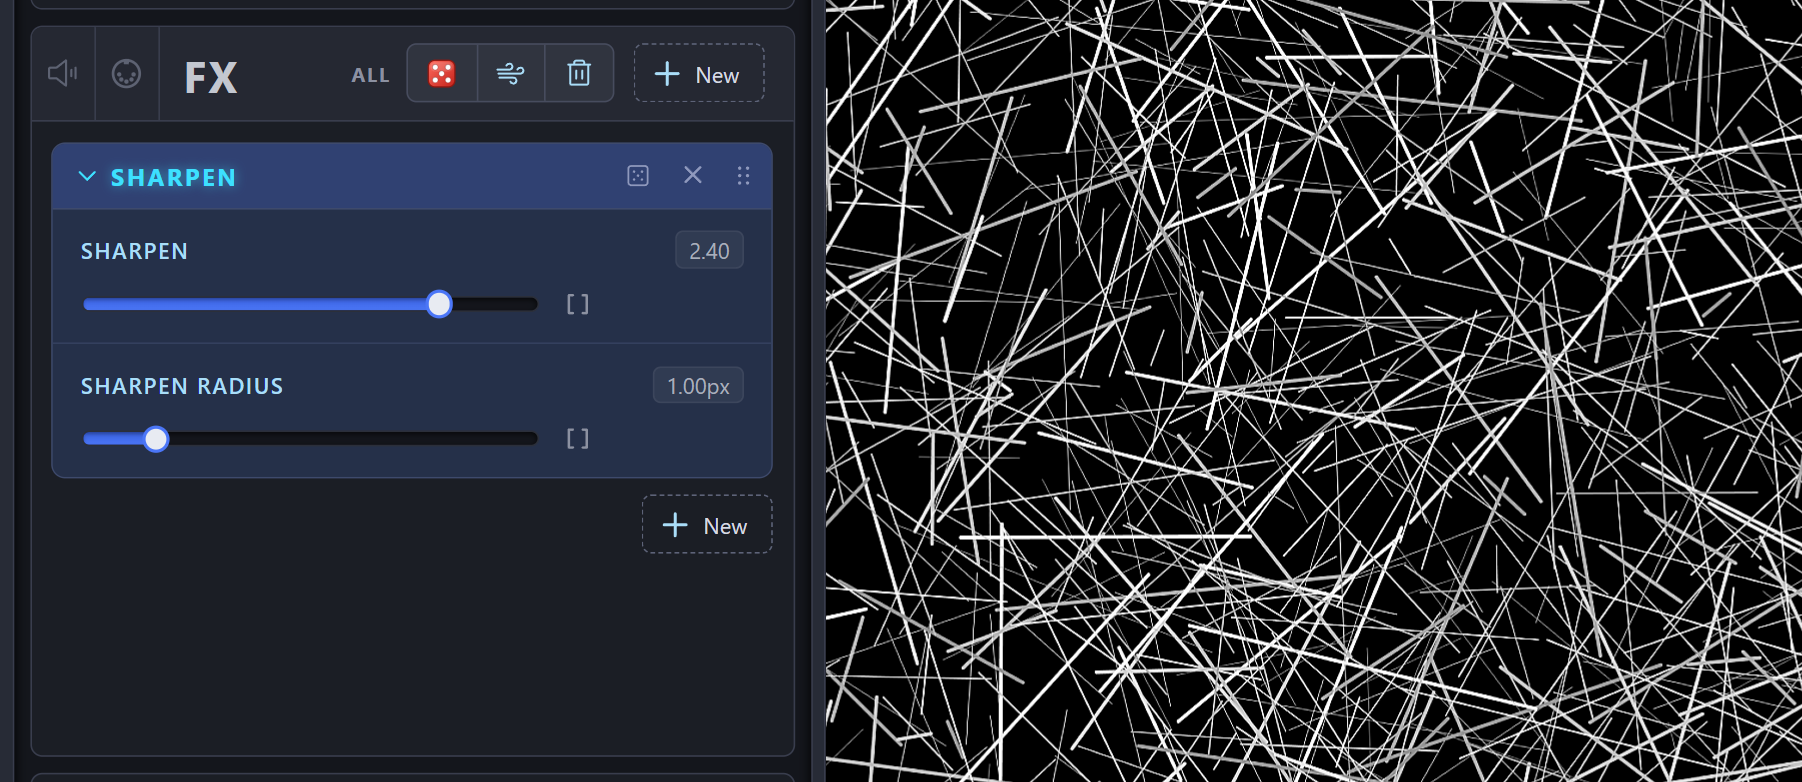 FX
ALL
New
SHARPEN
SHARPEN
2.40
[ ]
SHARPEN RADIUS
1.00px
[ ]
New